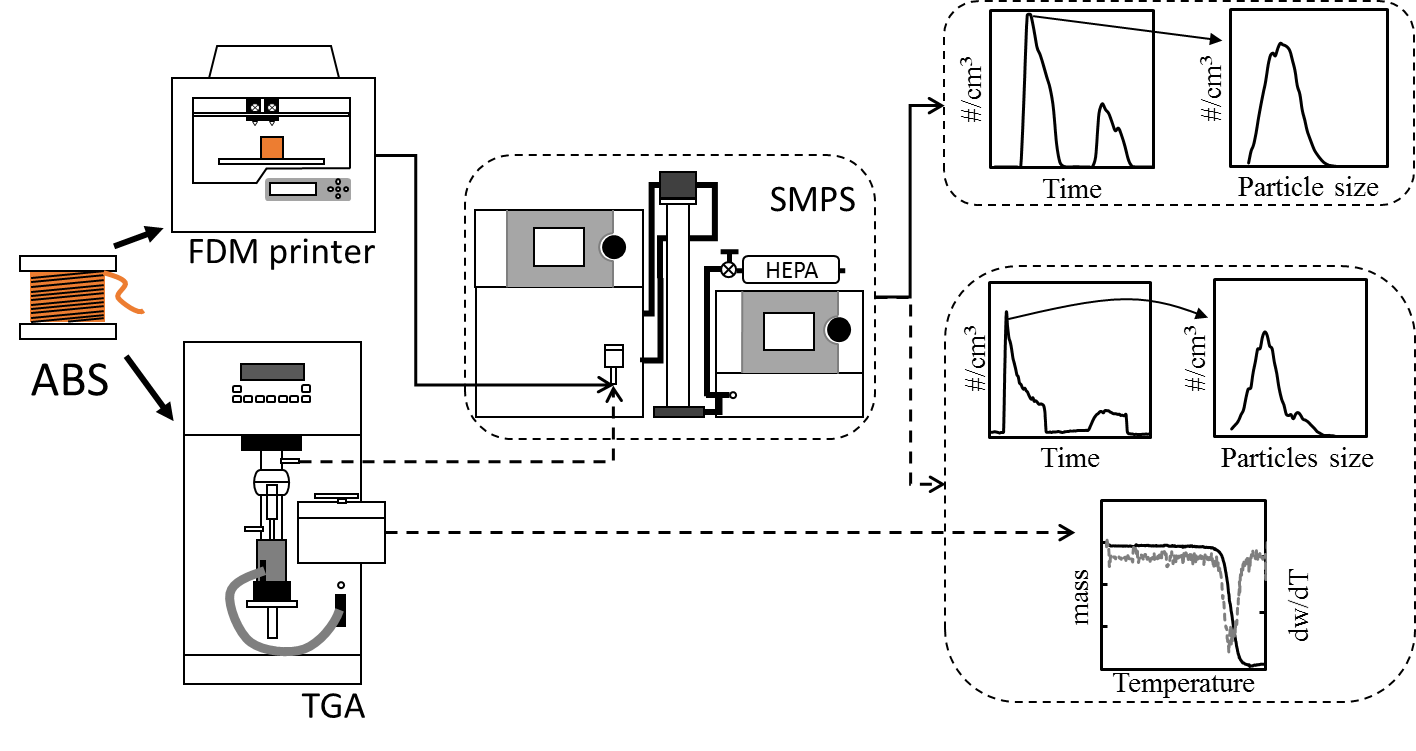 ABS
FDM printer
TGA
SMPS
HEPA
#/cm³
Time
#/cm³
Particle size
#/cm³
Time
#/cm³
Particles size
mass
dw/dT
Temperature